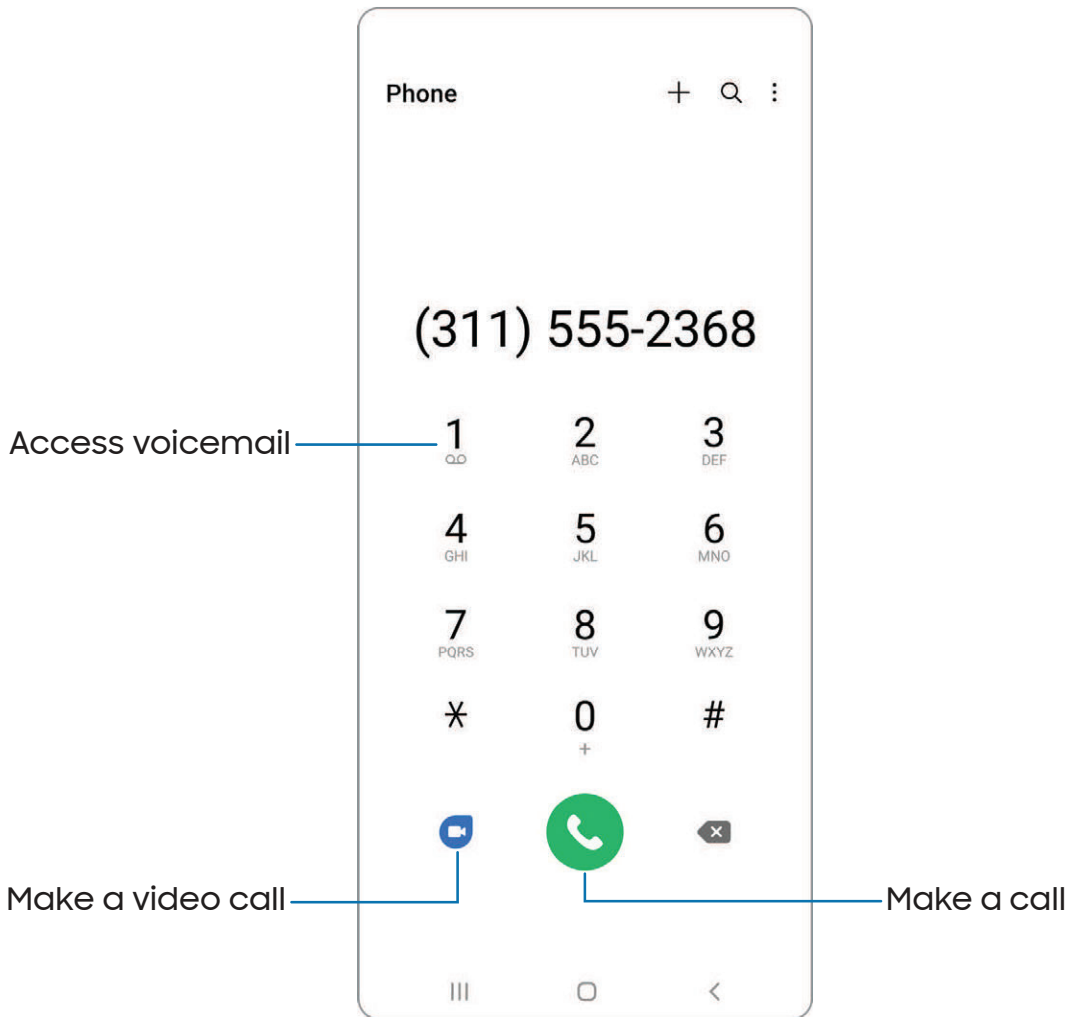 Phone
(311) 555-2368
Access voicemail
1 2 3
ABC DEF
4 5 6
GHI JKL MNO
7 8 9
PQRS TUV WXYZ
* 0 #
+
Make a video call
Make a call